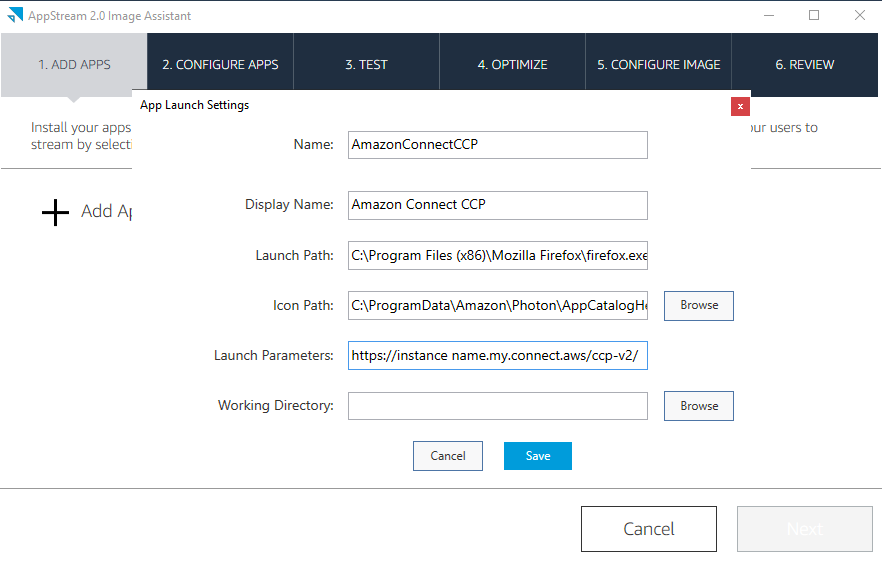 AppStream 2.0 Image Assistant
1. ADD APPS
2. CONFIGURE APPS
3. TEST
4. OPTIMIZE
5. CONFIGURE IMAGE
6. REVIEW
App Launch Settings
x
Install your apps
our users to
stream by selecti
Name:
AmazonConnectCCP
Display Name:
Amazon Connect CCP
Add Ap
Launch Path:
C:\Program Files (x86)\Mozilla Firefox\firefox.exe
Icon Path:
C:\ProgramData\Amazon\Photon\AppCatalogHe
Browse
Launch Parameters:
https://instance name.my.connect.aws/ccp-v2/
Working Directory:
Browse
Cancel
Save
Cancel
Next